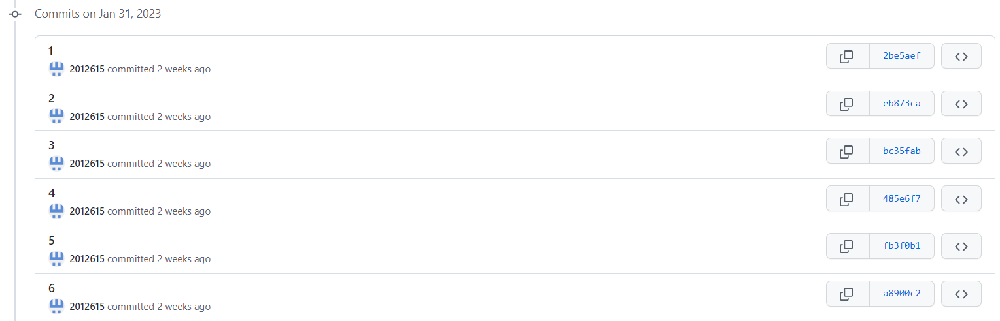 Commits on Jan 31, 2023
1
2012615 committed 2 weeks ago
2be5aef
2
2012615 committed 2 weeks ago
eb873ca
3
2012615 committed 2 weeks ago
bc35fab
4
2012615 committed 2 weeks ago
485e6f7
5
2012615 committed 2 weeks ago
fb3f0b1
6
2012615 committed 2 weeks ago
a8900c2